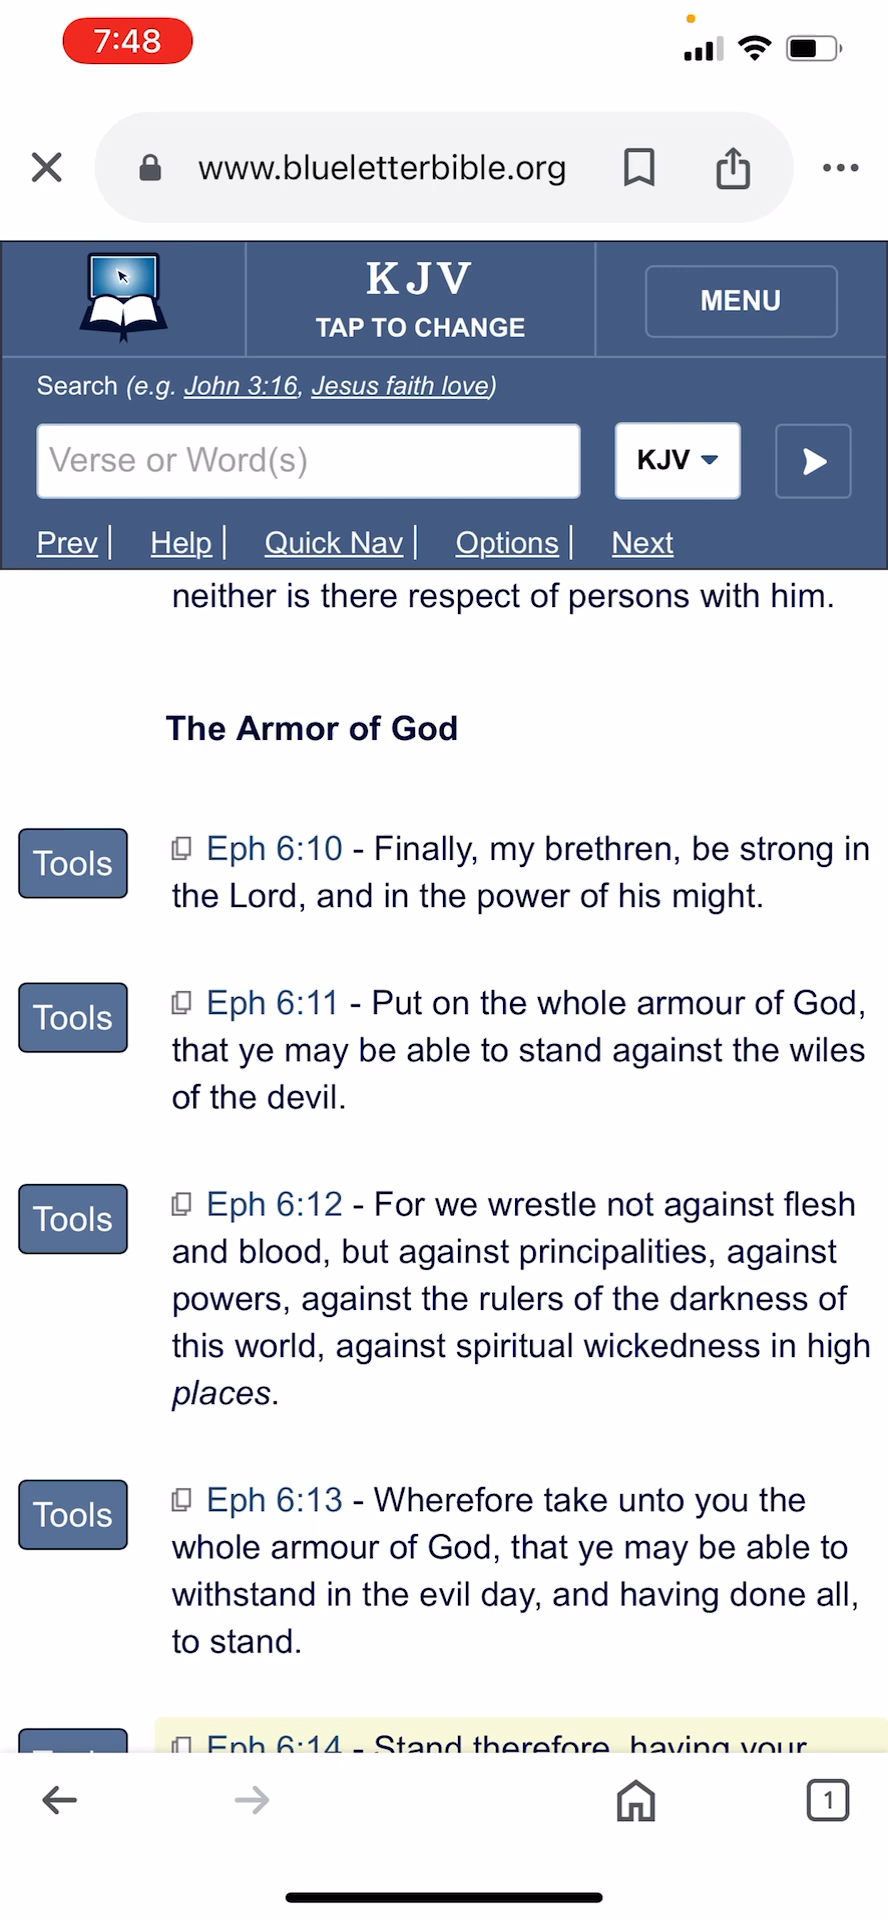 7:48
www.blueletterbible.org
KJV
TAP TO CHANGE
MENU
Search (e.g. John 3:16, Jesus faith love)
Verse or Word(s)
KJV
Prev | Help | Quick Nav | Options | Next
neither is there respect of persons with him.
The Armor of God
Tools
Eph 6:10 - Finally, my brethren, be strong in
the Lord, and in the power of his might.
Tools
Eph 6:11 - Put on the whole armour of God,
that ye may be able to stand against the wiles
of the devil.
Tools
Eph 6:12 - For we wrestle not against flesh
and blood, but against principalities, against
powers, against the rulers of the darkness of
this world, against spiritual wickedness in high
places.
Tools
Eph 6:13 - Wherefore take unto you the
whole armour of God, that ye may be able to
withstand in the evil day, and having done all,
to stand.
Tools
Eph 6:14 - Stand therefore, having your
1